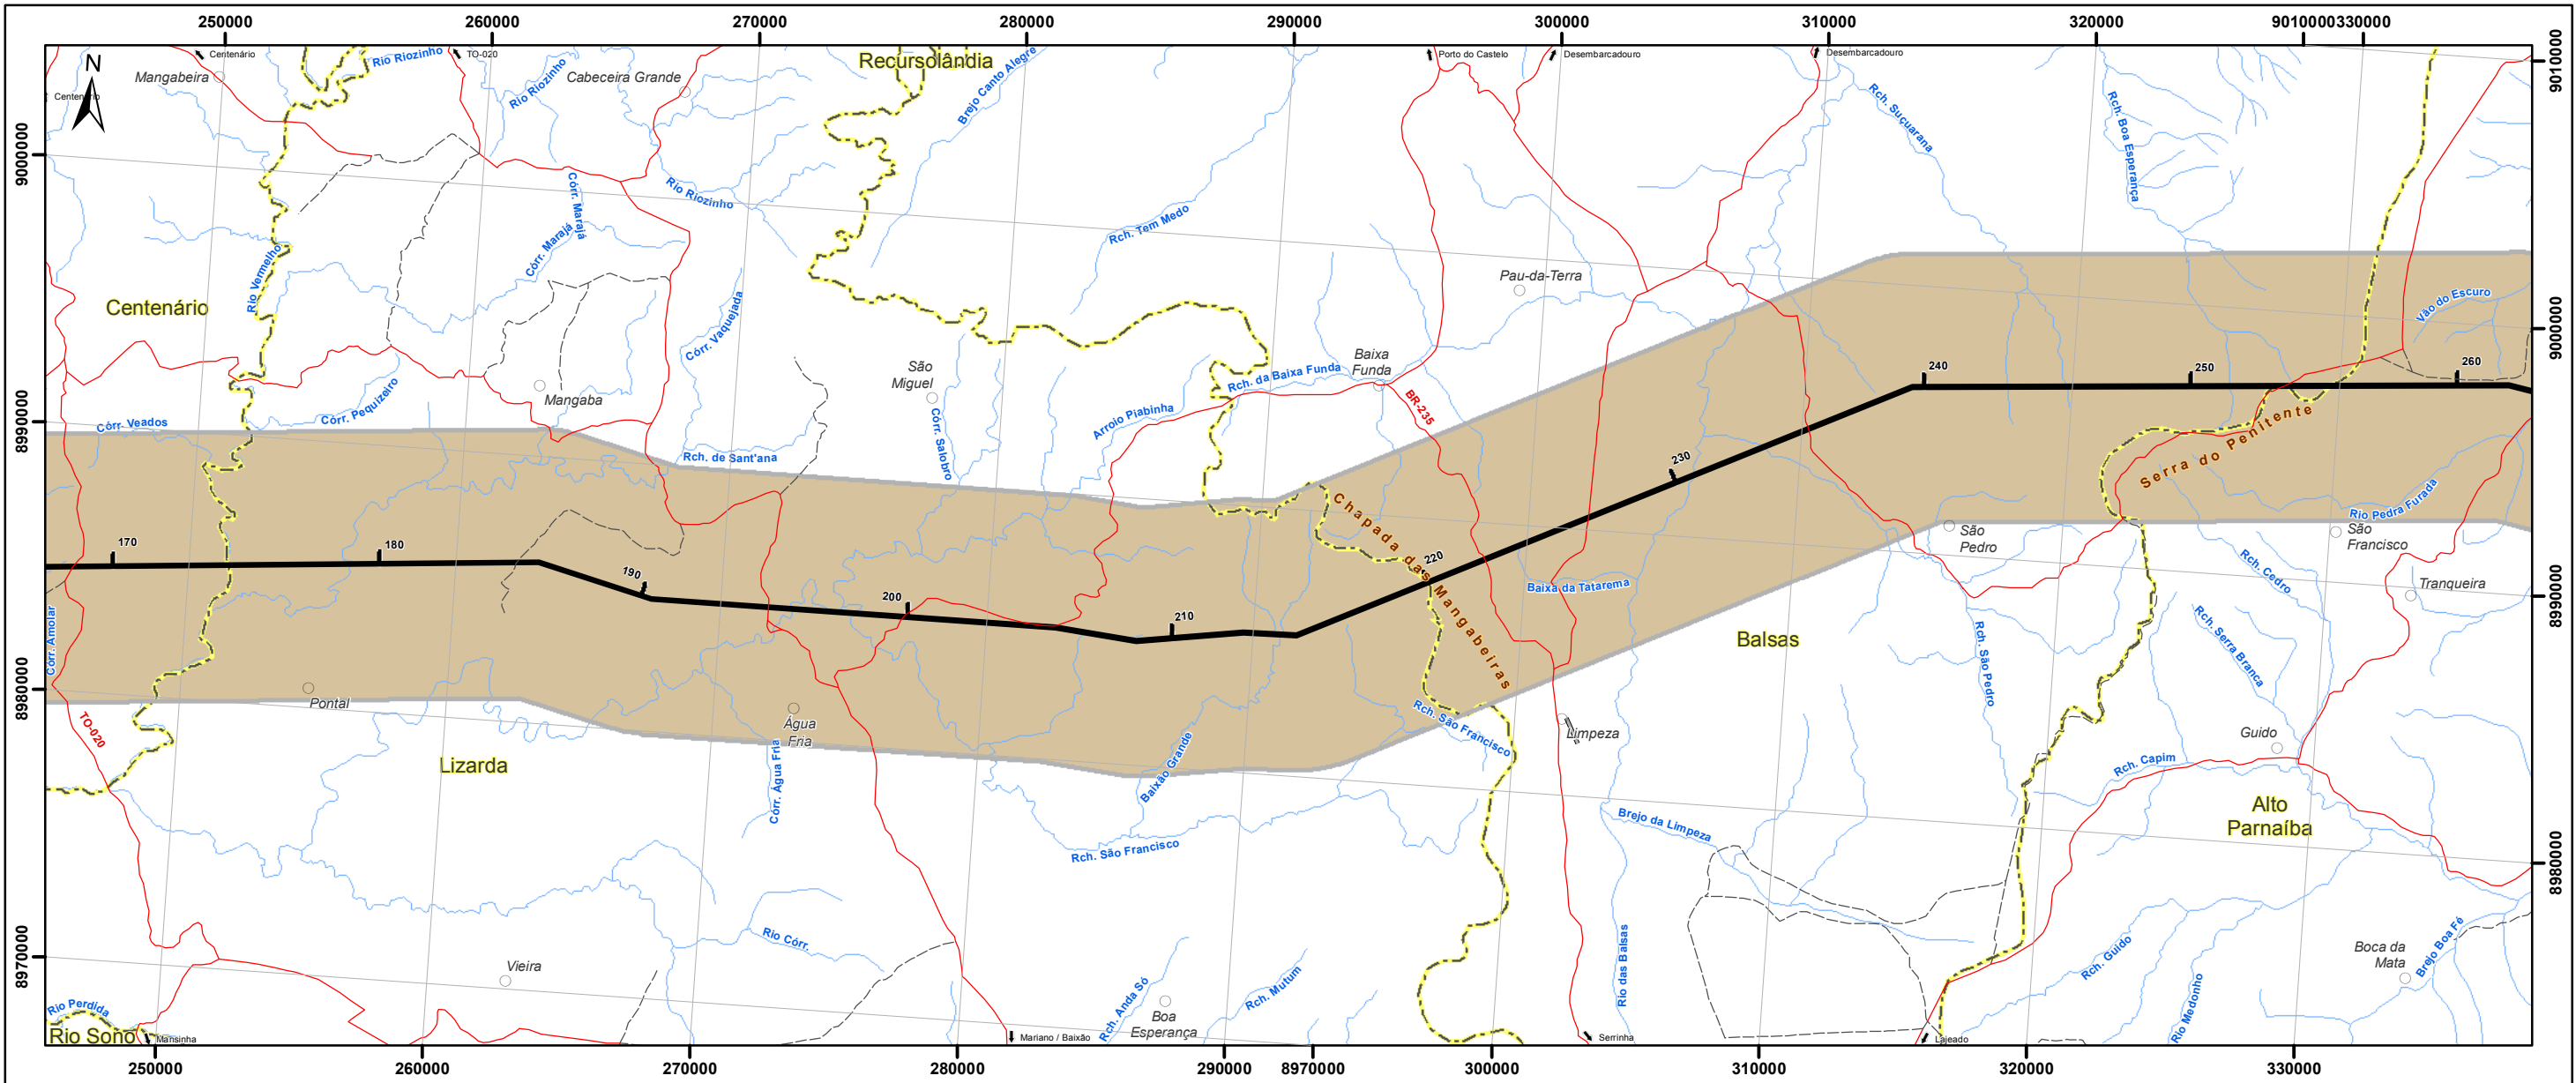 250000 260000 270000 280000 290000 300000 310000 320000 9010000 330000
Centenário
TO-020
Recursolândia
Porto do Castelo
Desembarcadouro
Desembarcadouro
N
Mangabeira
Centenário
Rio Riozinho
Rio Riozinho
Cabeceira Grande
Brejo Canto Alegre
Rch. Suçuarana
Rch. Boa Esperança
9010000
9000000
Rio Riozinho
Córr. Marajá
Córr. Marajá
Rch. Tem Medo
Rio Vermelho
Centenário
Córr. Vaquejada
Pau-da-Terra
Vão do Escuro
9000000
São
Miguel
Baixa
Funda
Rch. da Baixa Funda
BR-235
Mangaba
Córr. Pequizeiro
Córr. Veados
Arroio Piabinha
Córr. Salobro
Rch. de Sant'ana
8990000
240
250
260
Serra do Penitente
230
Chapada das Mangabeiras
Rio Pedra Furada
São
Pedro
São
Francisco
170
180
190
200
210
220
Baixa da Tatarema
Rch. Cedro
Tranqueira
8990000
Córr. Amolar
Balsas
Rch. São Pedro
Rch. Serra Branca
8980000
Pontal
TO-020
Água
Fria
Córr. Água Fria
Lizarda
Baixão Grande
Rch. São Francisco
Limpeza
Guido
Rch. Capim
Alto
Parnaíba
Brejo da Limpeza
Rch. São Francisco
8980000
Rio Córr.
Vieira
8970000
Rio das Balsas
Rch. Guido
Boca da
Mata
Brejo Boa Fé
Rch. Anda Só
Boa
Esperança
Rch. Mutum
Rio Medonho
Rio Perdida
Rio Sono
Mansinha
Mariano / Baixão
Serrinha
Lajeado
250000 260000 270000 280000 290000 8970000 300000 310000 320000 330000